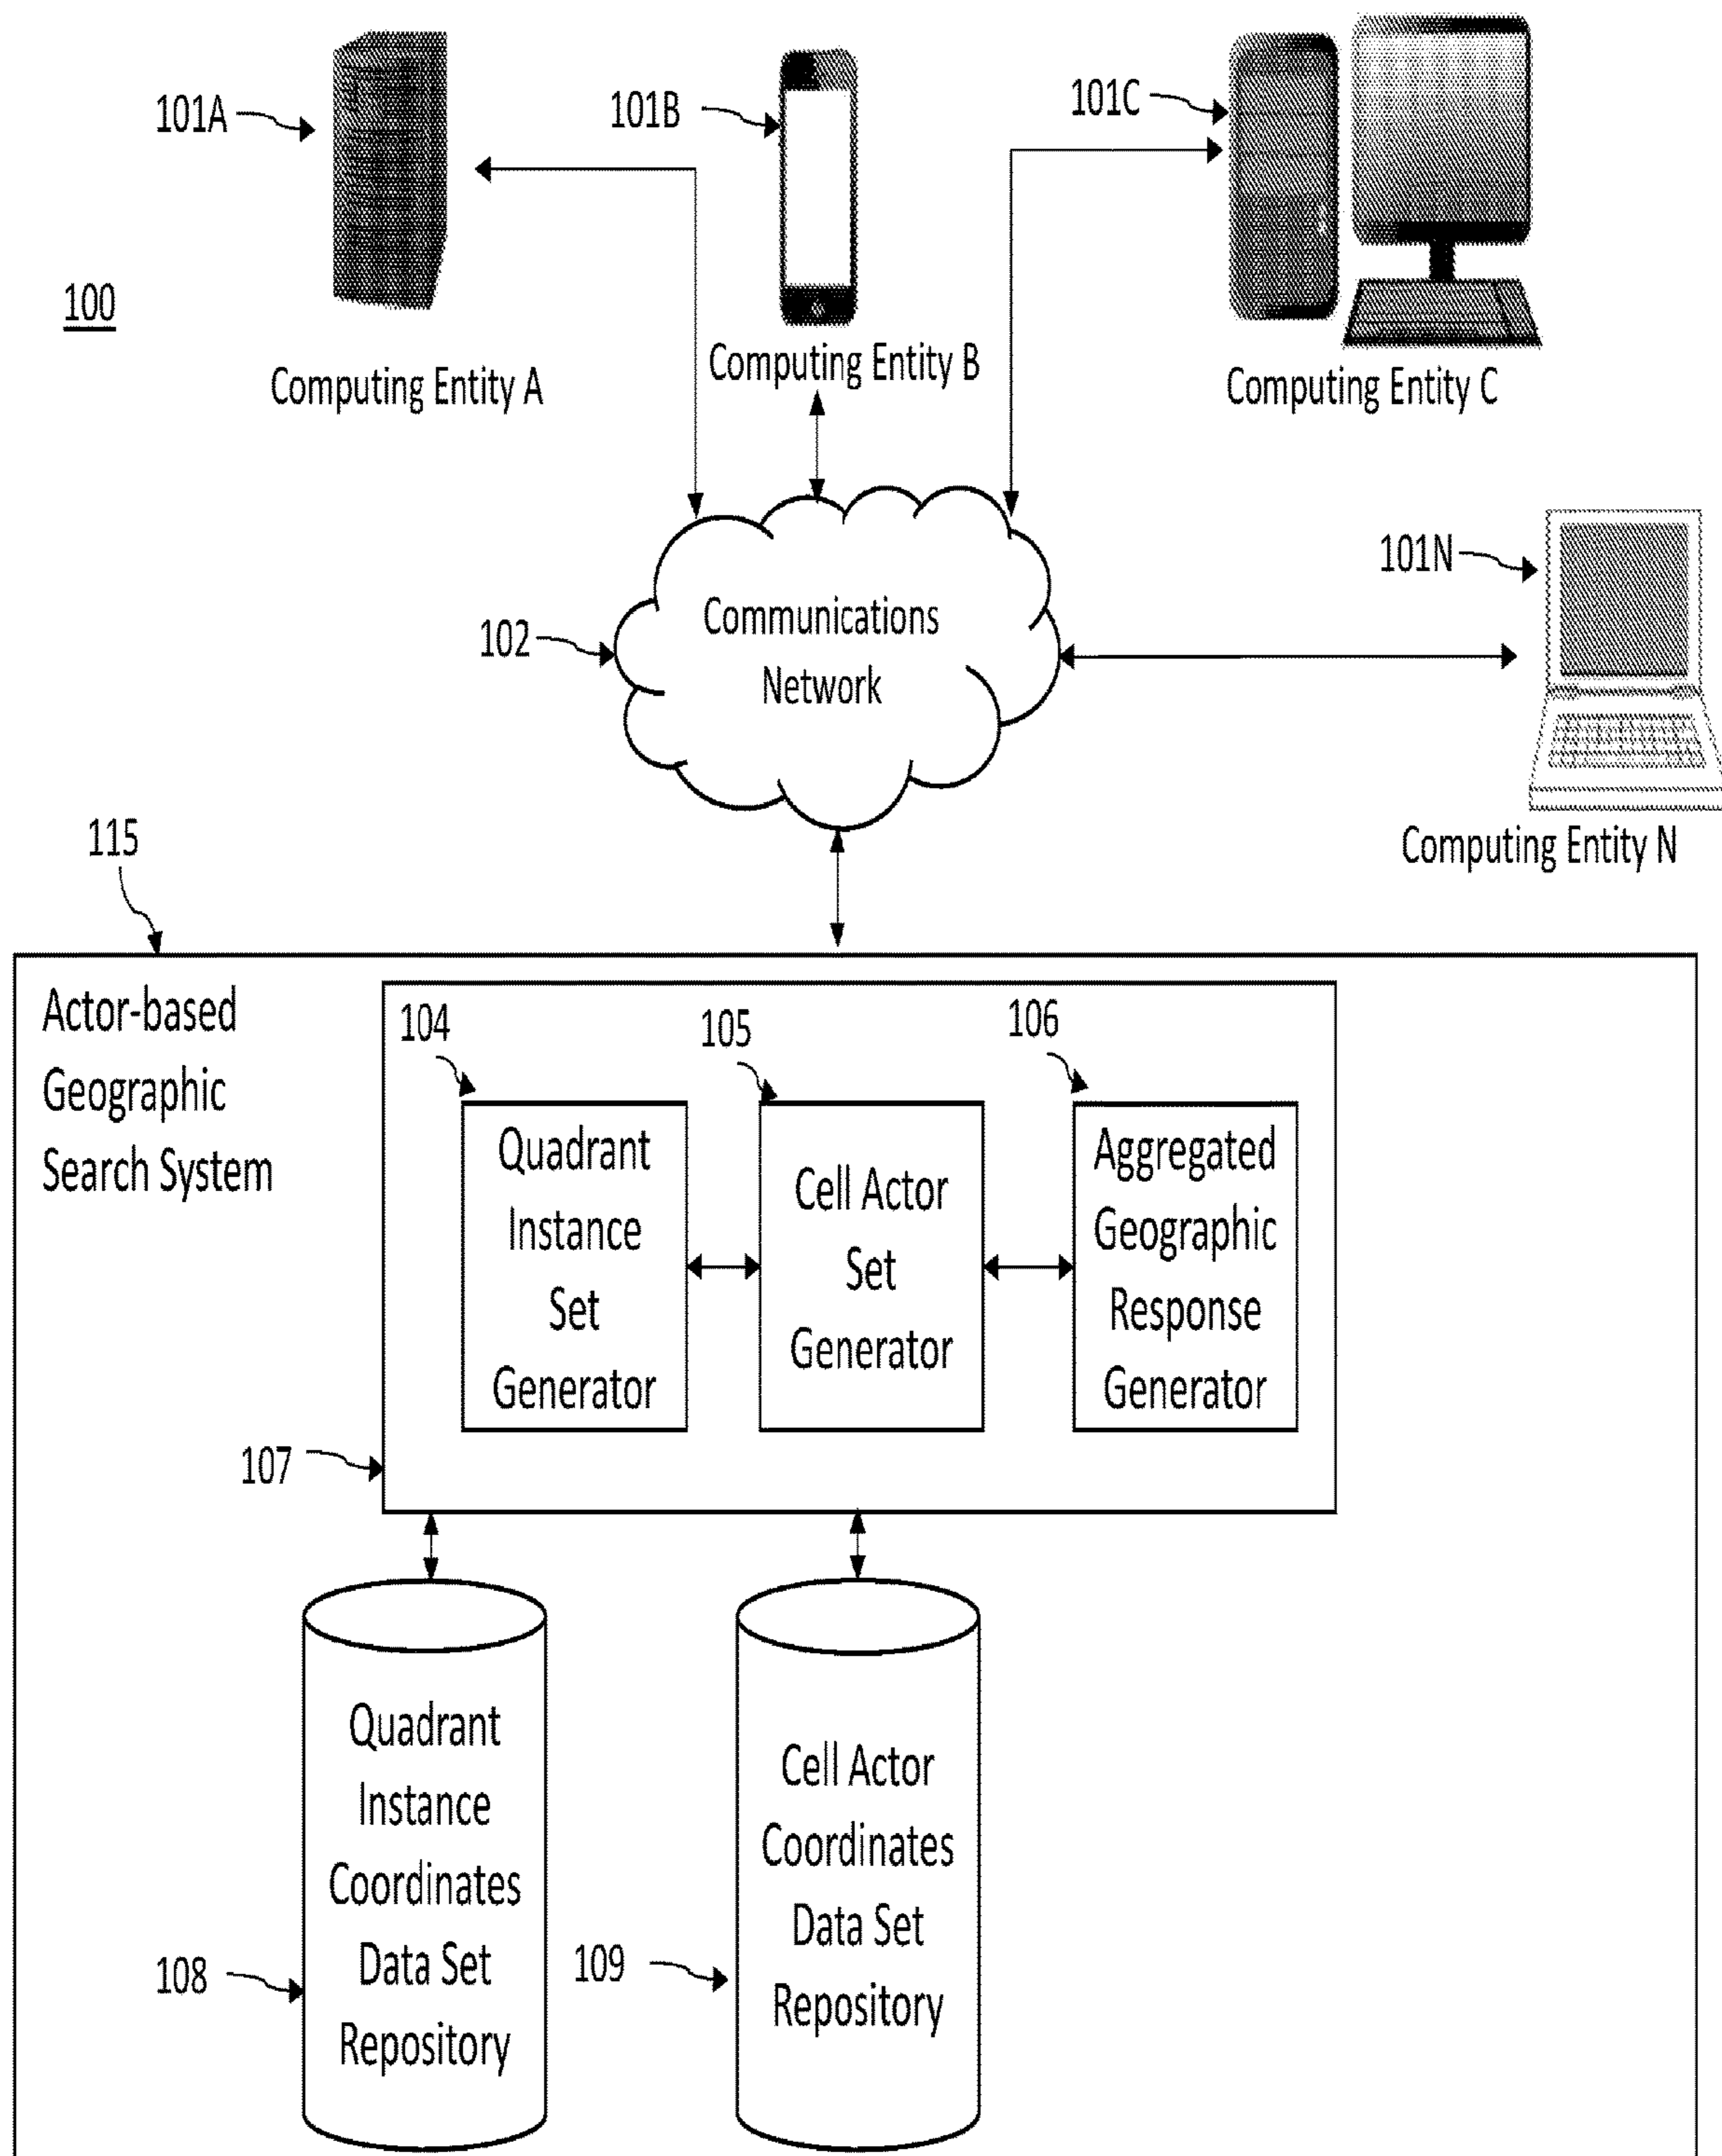 101A
101B
101C
100
Computing Entity A
Computing Entity B
Computing Entity C
101N
102
Communications
Network
Computing Entity N
115
Actor-based
Geographic
Search System
104
105
106
Quadrant
Instance
Set
Generator
Cell Actor
Set
Generator
Aggregated
Geographic
Response
Generator
107
Quadrant
Instance
Coordinates
Data Set
Repository
Cell Actor
Coordinates
Data Set
Repository
108
109